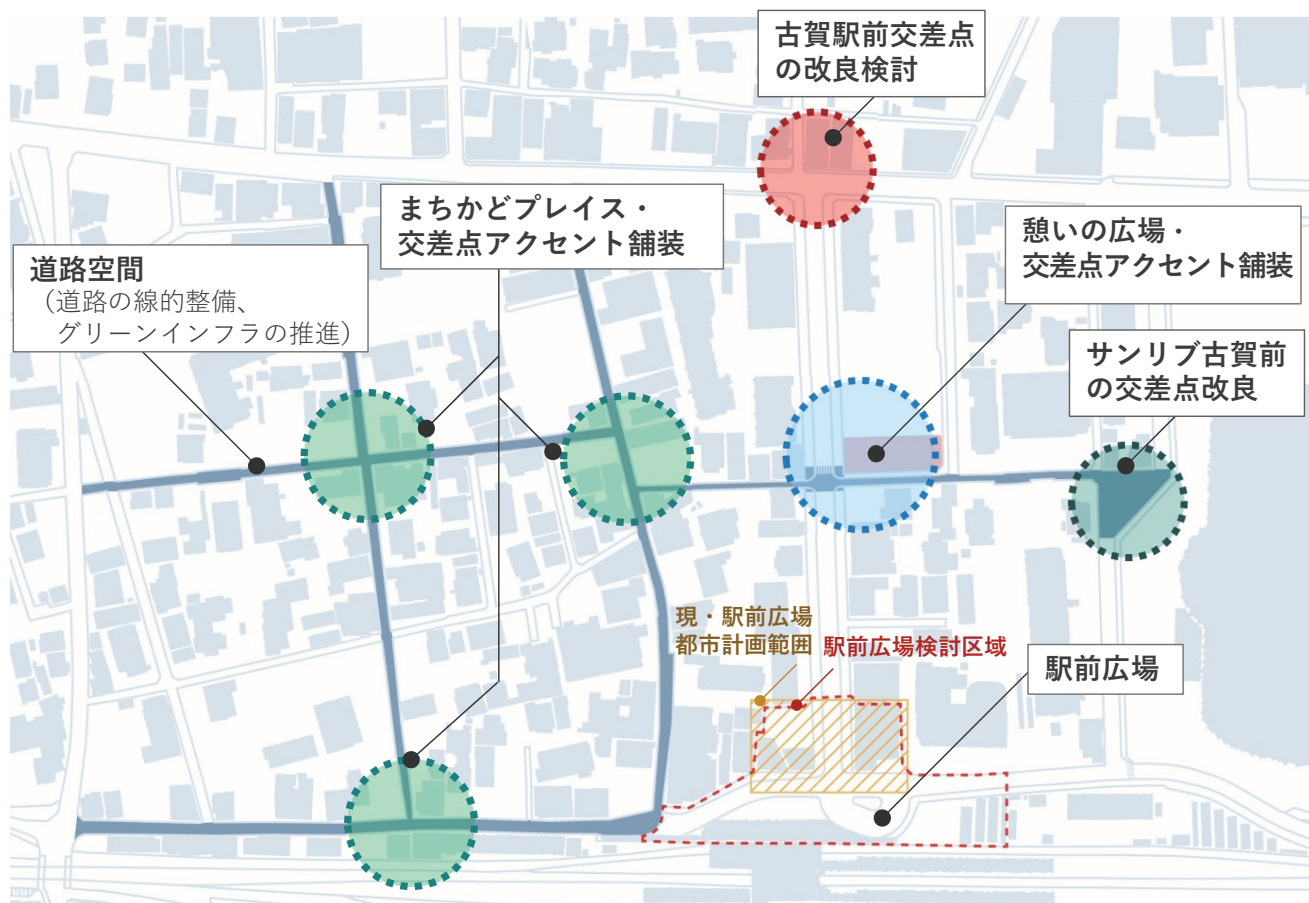 古賀駅前交差点
の改良検討
まちかどプレイス・
交差点アクセント舗装
憩いの広場・
交差点アクセント舗装
道路空間
（道路の線的整備、
グリーンインフラの推進）
サンリブ古賀前
の交差点改良
現・駅前広場
都市計画範囲
駅前広場検討区域
駅前広場